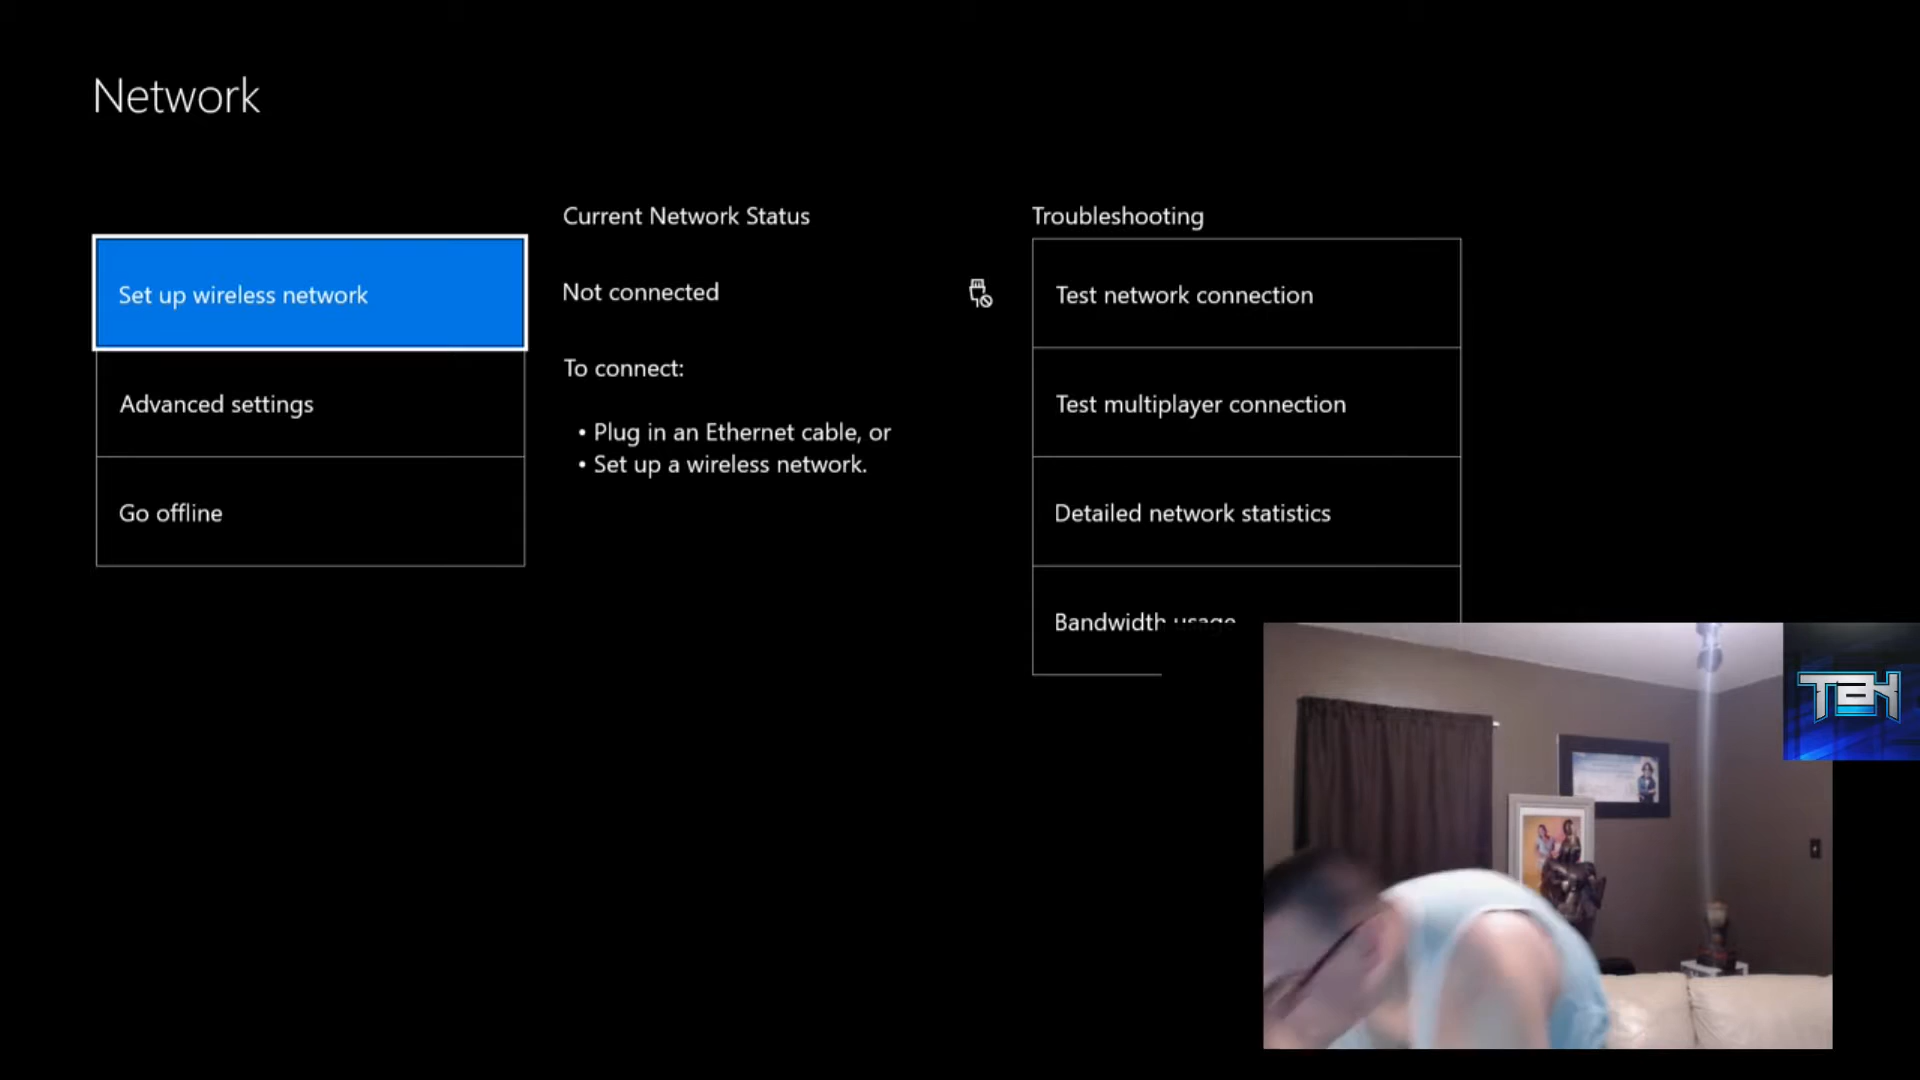 Network
Set up wireless network
Advanced settings
Go offline
Current Network Status
Not connected
To connect:
• Plug in an Ethernet cable, or
• Set up a wireless network.
Troubleshooting
Test network connection
Test multiplayer connection
Detailed network statistics
Bandwidth usage